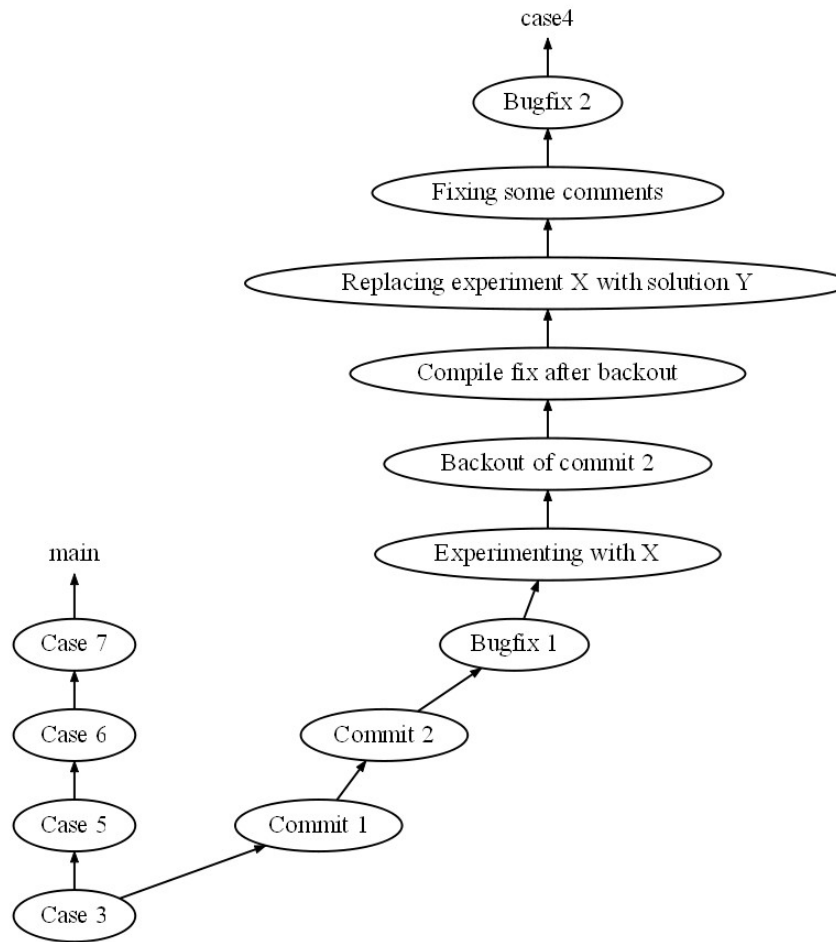 case4
Bugfix 2
Fixing some comments
Replacing experiment X with solution Y
Compile fix after backout
Backout of commit 2
Experimenting with X
main
Case 7
Bugfix 1
Case 6
Commit 2
Case 5
Commit 1
Case 3